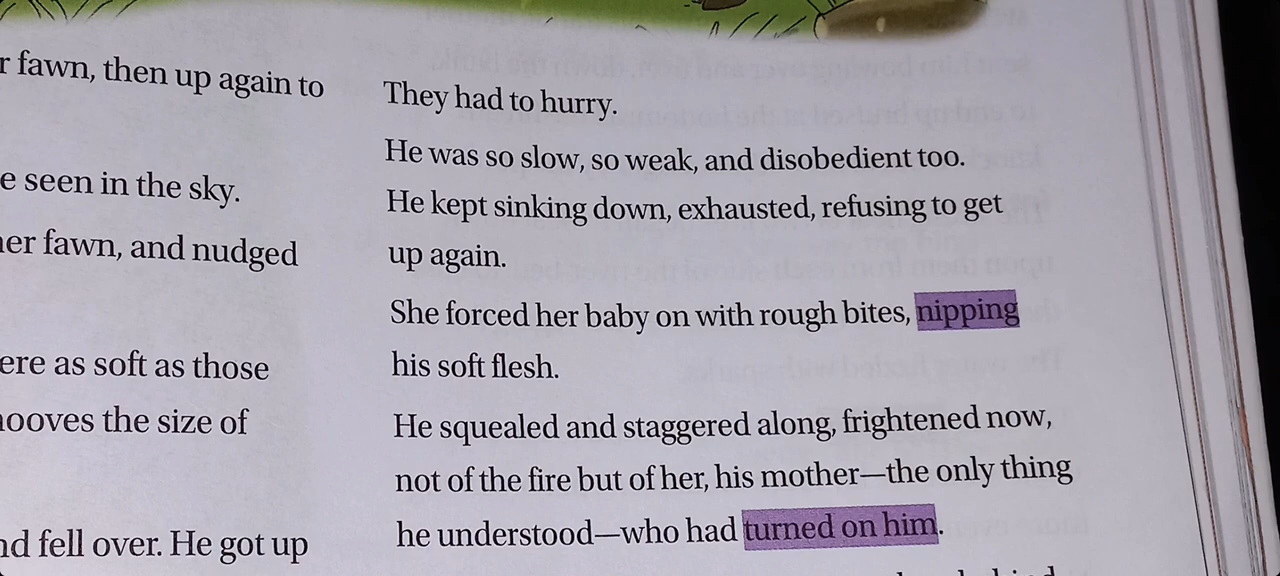 fawn, then up again to
seen in the sky.
fawn, and nudged
as soft as those
the size of
fell over. He got up
They had to hurry.
He was so slow, so weak, and disobedient too.
He kept sinking down, exhausted, refusing to get
up again.
She forced her baby on with rough bites, nipping
his soft flesh.
He squealed and staggered along, frightened now,
not of the fire but of her, his mother—the only thing
he understood—who had turned on him.